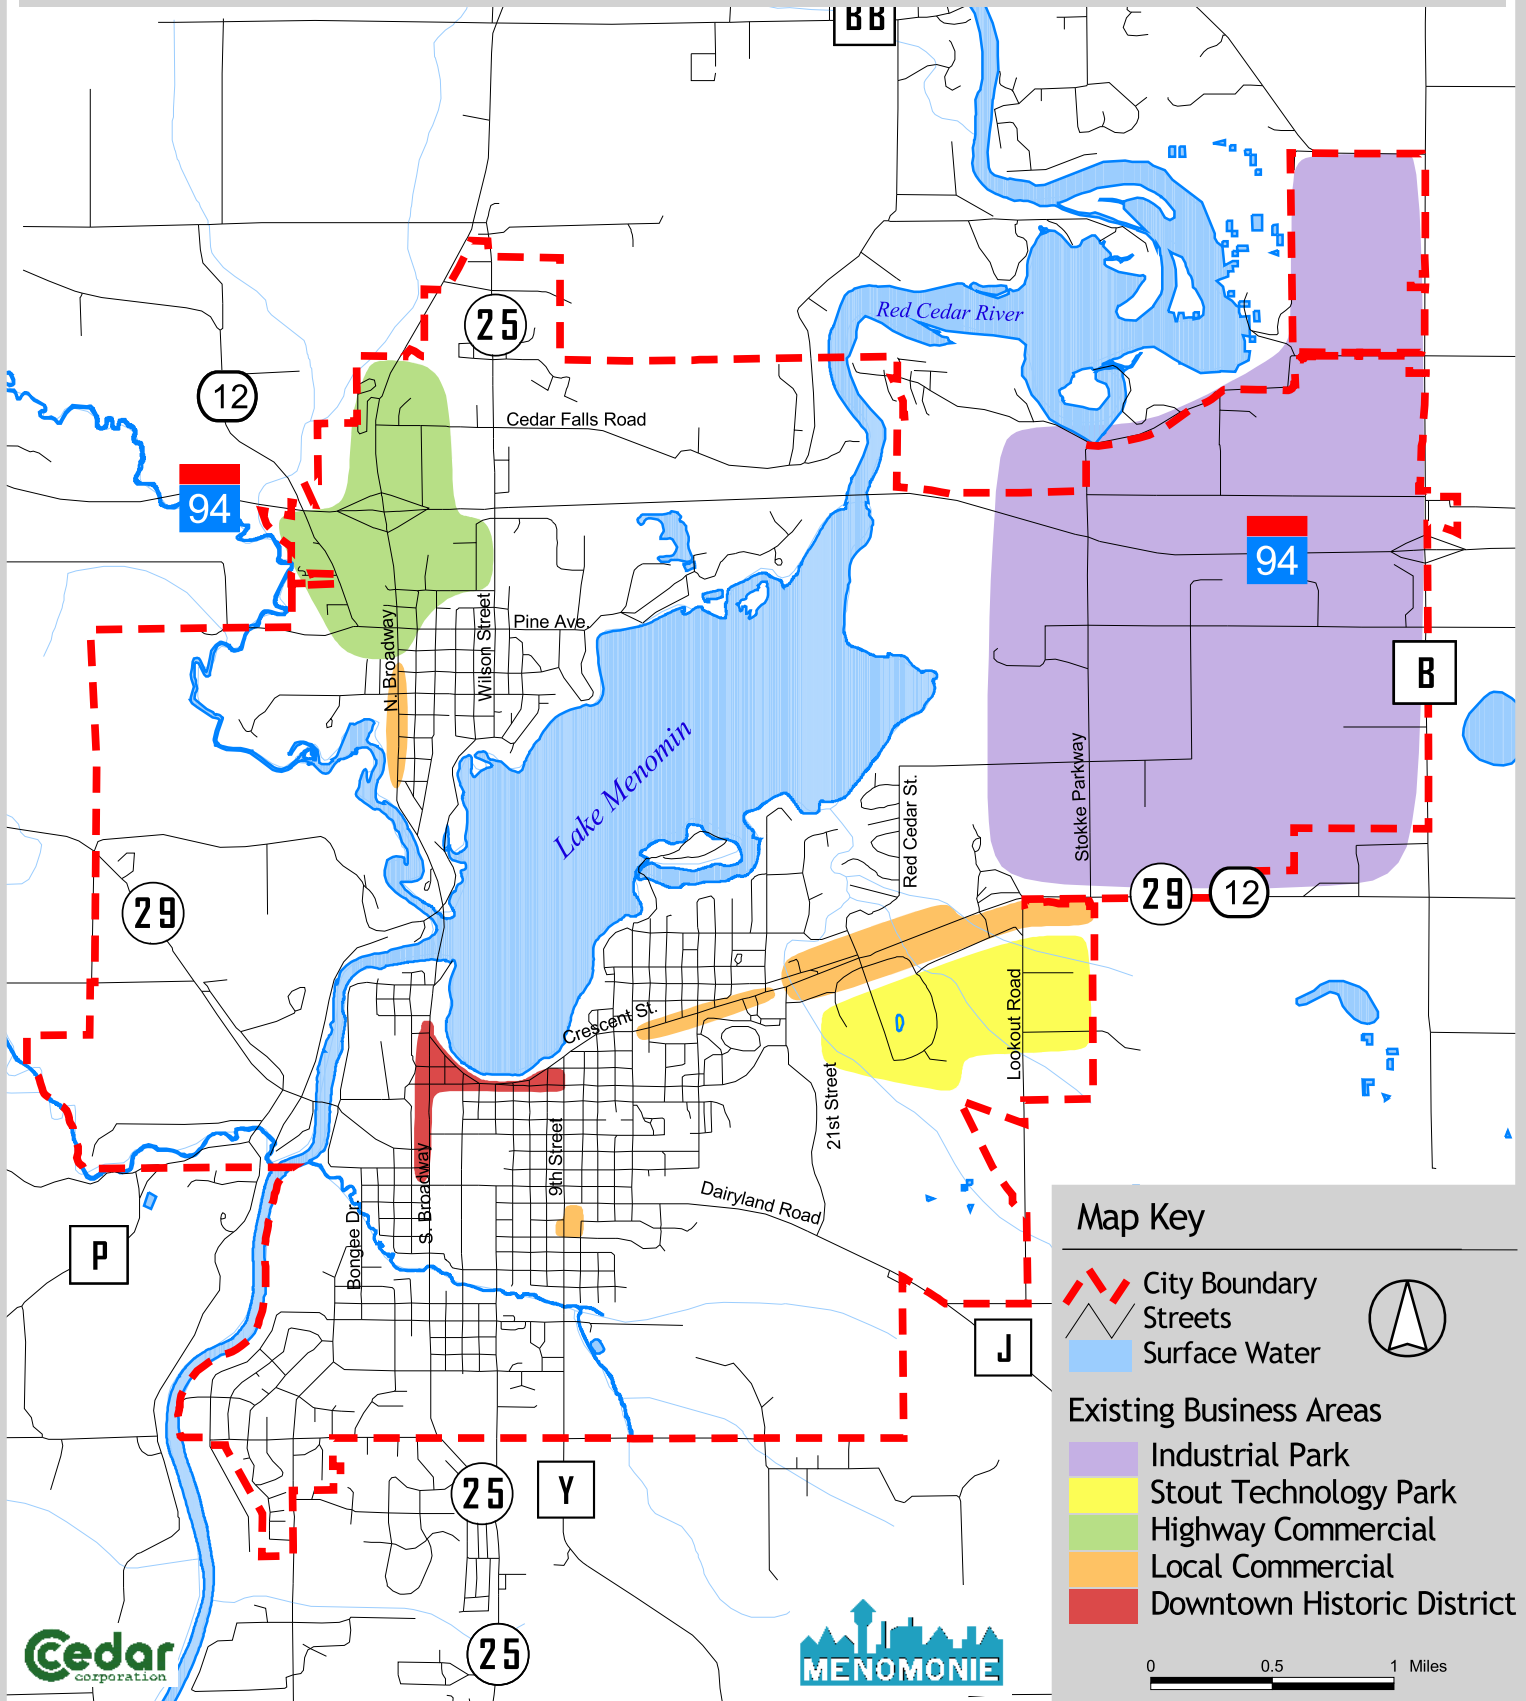 BB
Red Cedar River
25
12
Cedar Falls Road
94
94
Pine Ave.
N. Broadway
Wilson Street
B
Lake Menomin
Stokke Parkway
Red Cedar St.
29
29
12
Crescent St.
Lookout Road
21st Street
9th Street
S. Broadway
Dairyland Road
Bongee Dr.
P
J
25
Y
25
Map Key
City Boundary
Streets
Surface Water
Existing Business Areas
Industrial Park
Stout Technology Park
Highway Commercial
Local Commercial
Downtown Historic District
0 0.5 1 Miles
Cedar
corporation
MENOMONIE